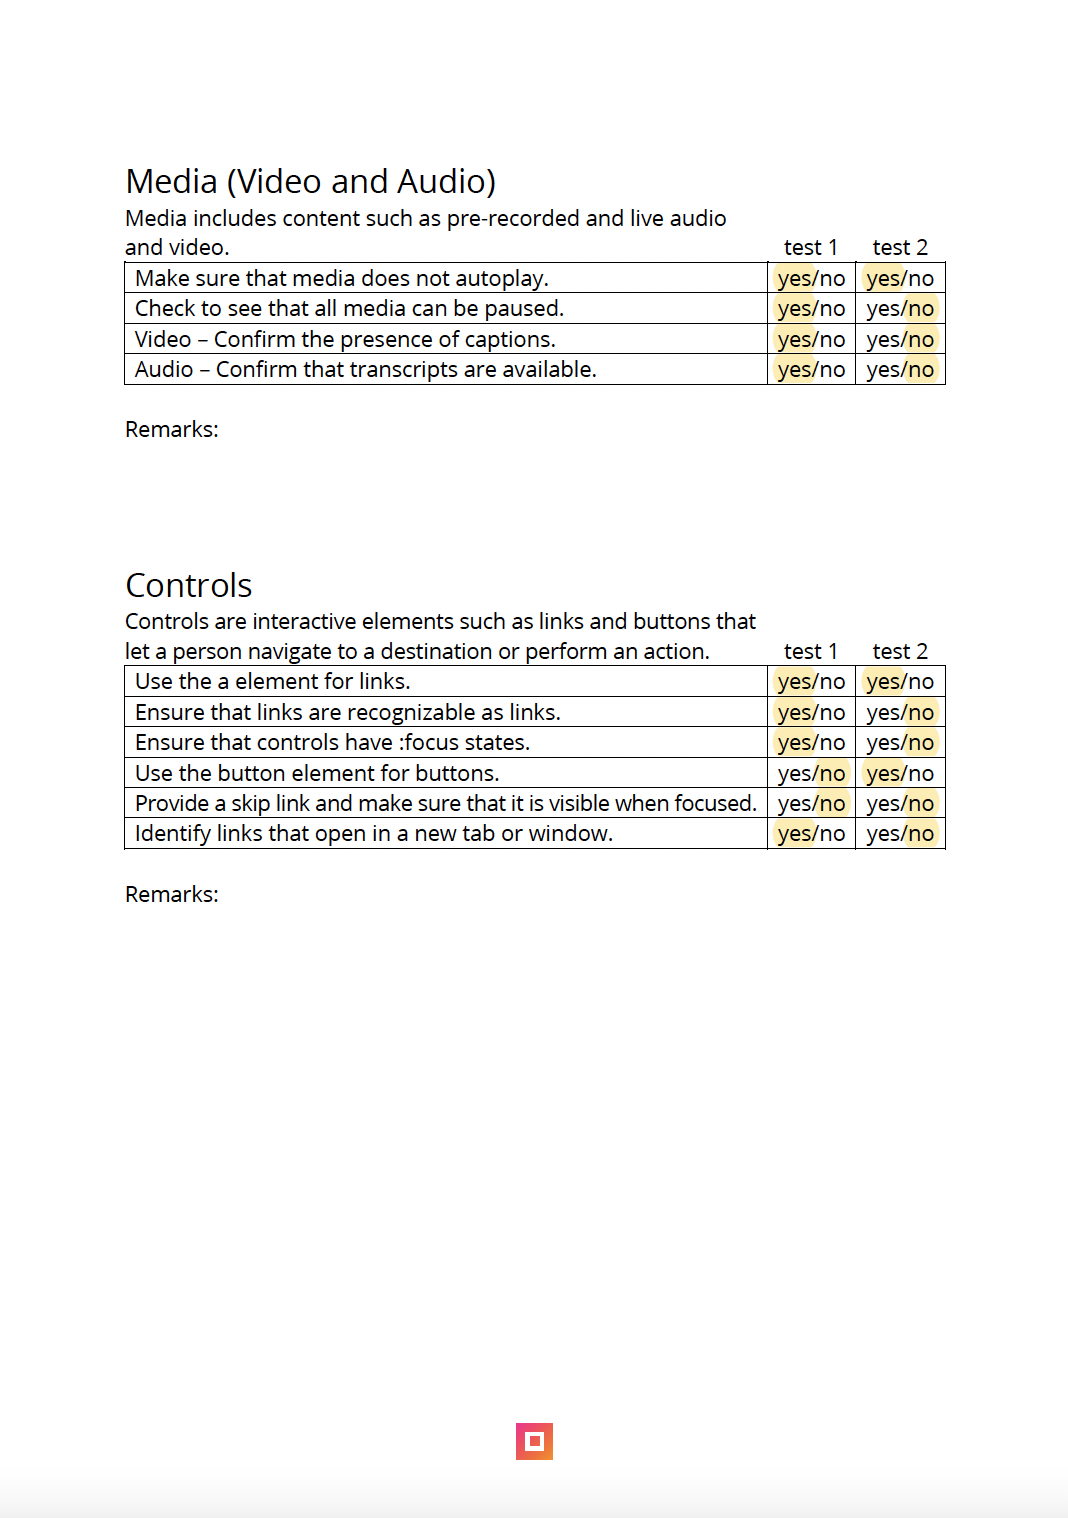 Media (Video and Audio)
Media includes content such as pre-recorded and live audio
and video. test 1 test 2
Make sure that media does not autoplay. yes/no yes/no
Check to see that all media can be paused. yes/no yes/no
Video – Confirm the presence of captions. yes/no yes/no
Audio – Confirm that transcripts are available. yes/no yes/no
Remarks:
Controls
Controls are interactive elements such as links and buttons that
let a person navigate to a destination or perform an action. test 1 test 2
Use the a element for links. yes/no yes/no
Ensure that links are recognizable as links. yes/no yes/no
Ensure that controls have :focus states. yes/no yes/no
Use the button element for buttons. yes/no yes/no
Provide a skip link and make sure that it is visible when focused. yes/no yes/no
Identify links that open in a new tab or window. yes/no yes/no
Remarks: